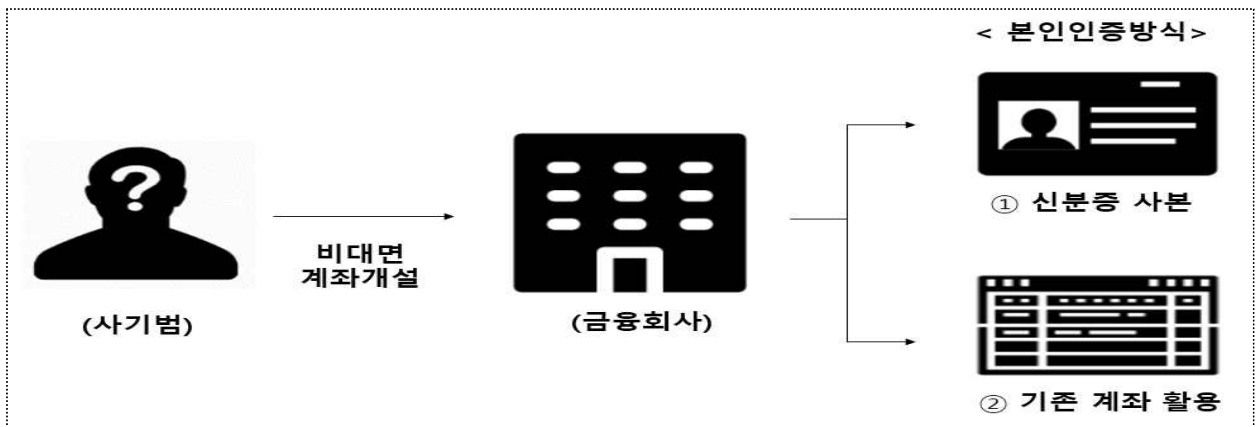 < 본인인증방식>
① 신분증 사본
비대면
계좌개설
(사기범)
(금융회사)
② 기존 계좌 활용